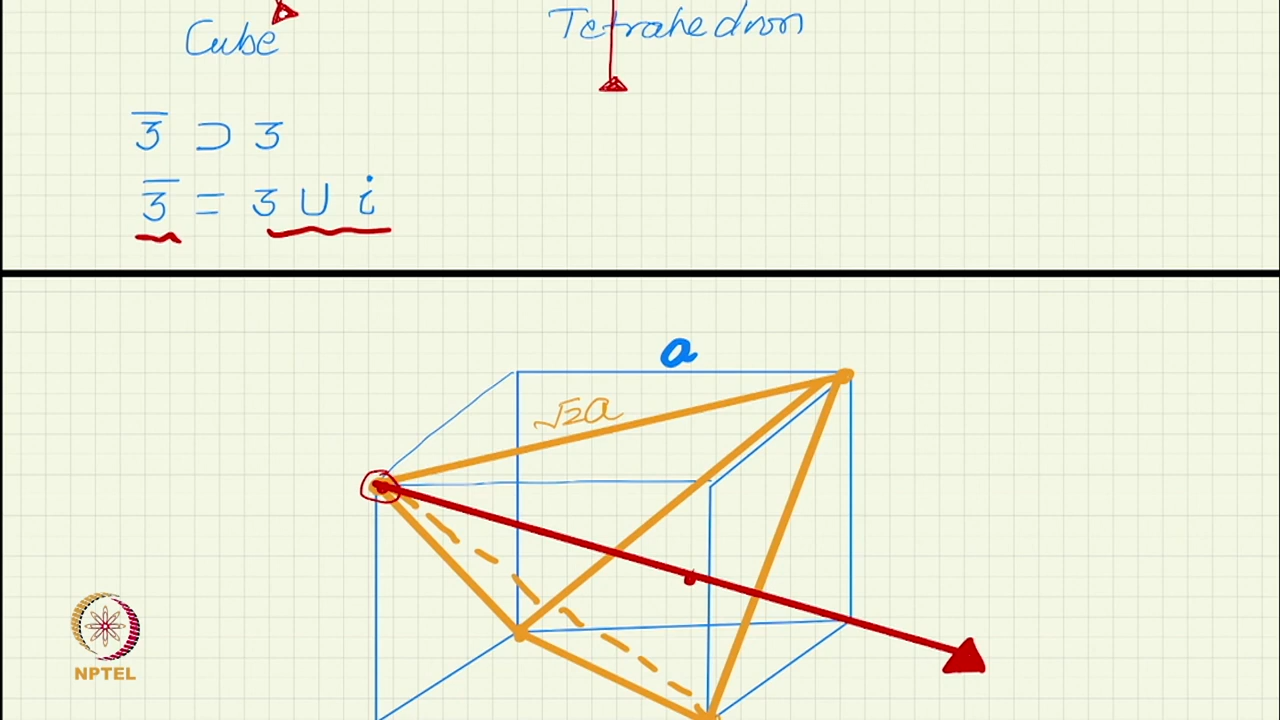 Cube
Tetrahedron
3̅ ⊃ 3
3̅ = 3 ∪ i
a
√2a
NPTEL